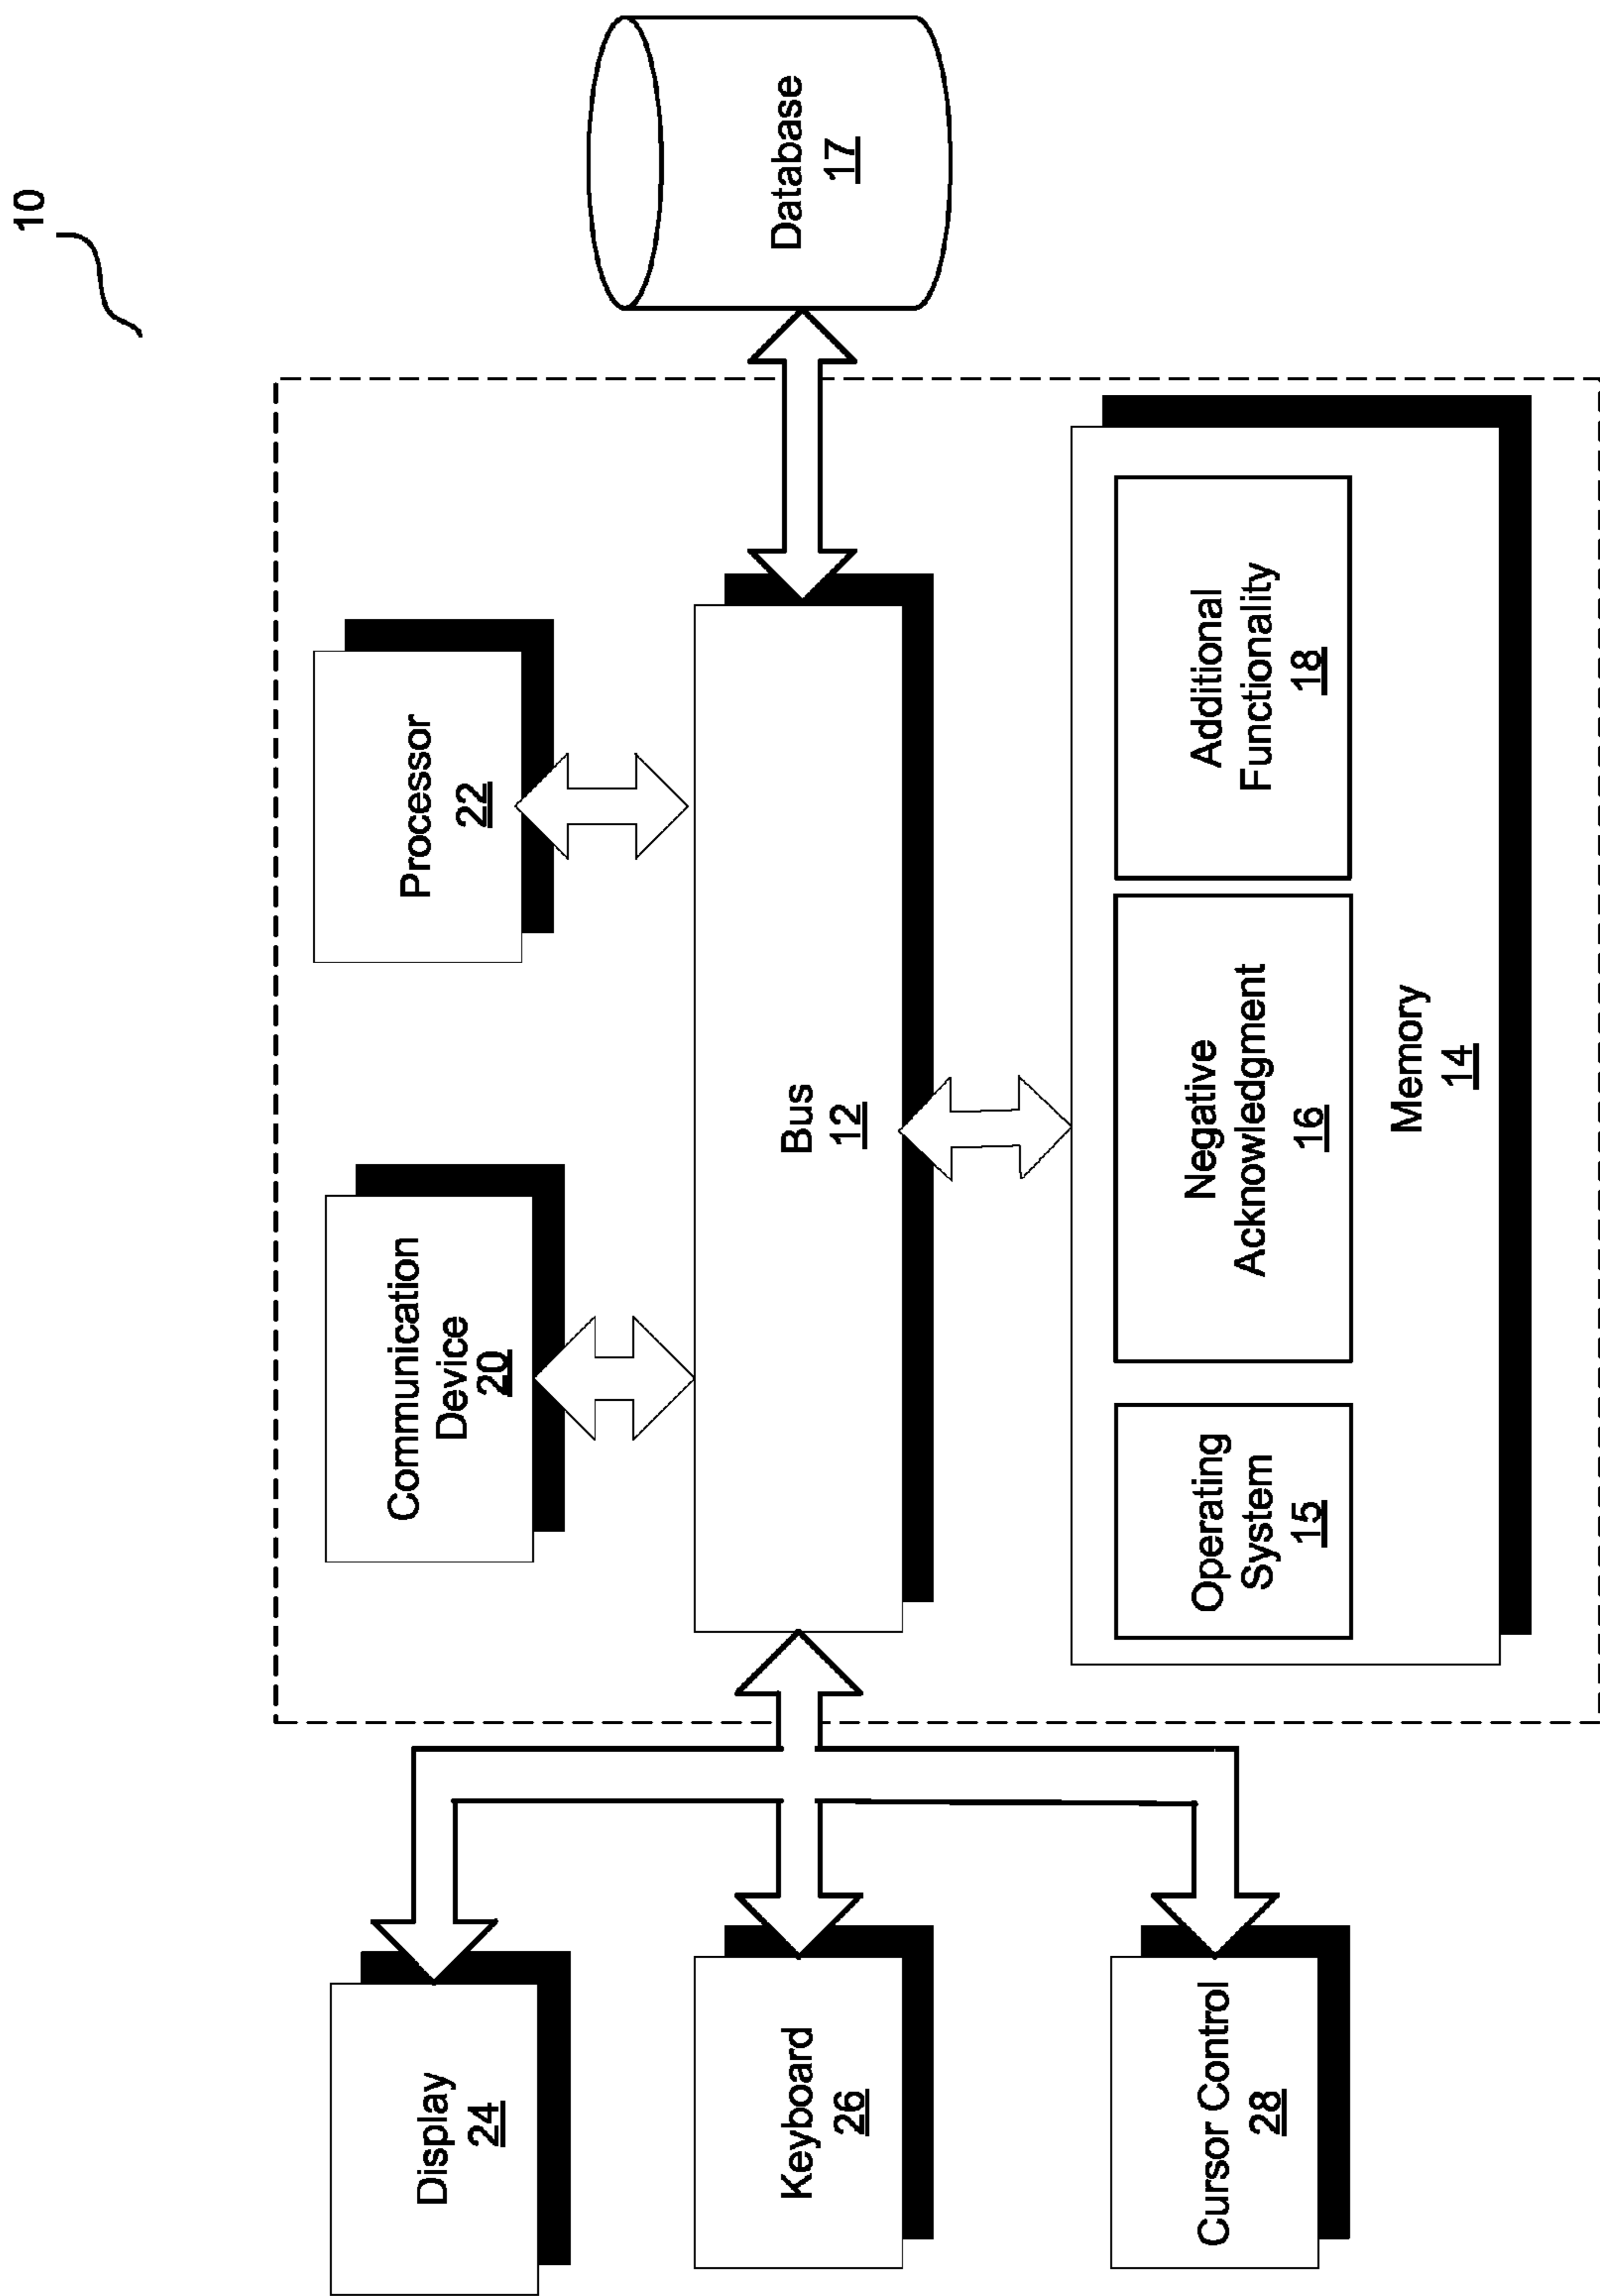 10
Display
24
Communication
Device
20
Processor
22
Keyboard
26
Bus
12
Database
17
Cursor Control
28
Operating
System
15
Negative
Acknowledgment
16
Additional
Functionality
18
Memory
14